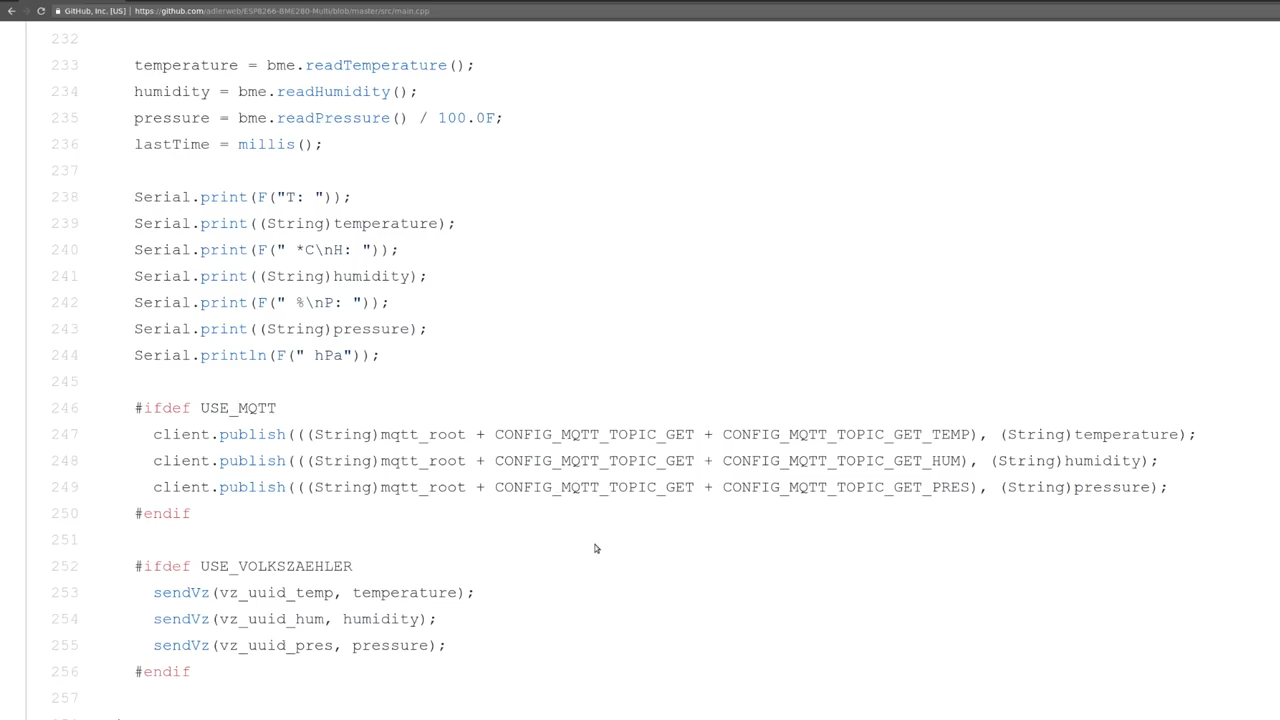 GitHub, Inc. [US] | https://github.com/adlerweb/ESP8266-BME280-Multi/blob/master/src/main.cpp
232
233 temperature = bme.readTemperature();
234 humidity = bme.readHumidity();
235 pressure = bme.readPressure() / 100.0F;
236 lastTime = millis();
237
238 Serial.print(F("T: "));
239 Serial.print((String)temperature);
240 Serial.print(F(" *C\nH: "));
241 Serial.print((String)humidity);
242 Serial.print(F(" %\nP: "));
243 Serial.print((String)pressure);
244 Serial.println(F(" hPa"));
245
246 #ifdef USE_MQTT
247 client.publish(((String)mqtt_root + CONFIG_MQTT_TOPIC_GET + CONFIG_MQTT_TOPIC_GET_TEMP), (String)temperature);
248 client.publish(((String)mqtt_root + CONFIG_MQTT_TOPIC_GET + CONFIG_MQTT_TOPIC_GET_HUM), (String)humidity);
249 client.publish(((String)mqtt_root + CONFIG_MQTT_TOPIC_GET + CONFIG_MQTT_TOPIC_GET_PRES), (String)pressure);
250 #endif
251
252 #ifdef USE_VOLKSZAEHLER
253 sendVz(vz_uuid_temp, temperature);
254 sendVz(vz_uuid_hum, humidity);
255 sendVz(vz_uuid_pres, pressure);
256 #endif
257